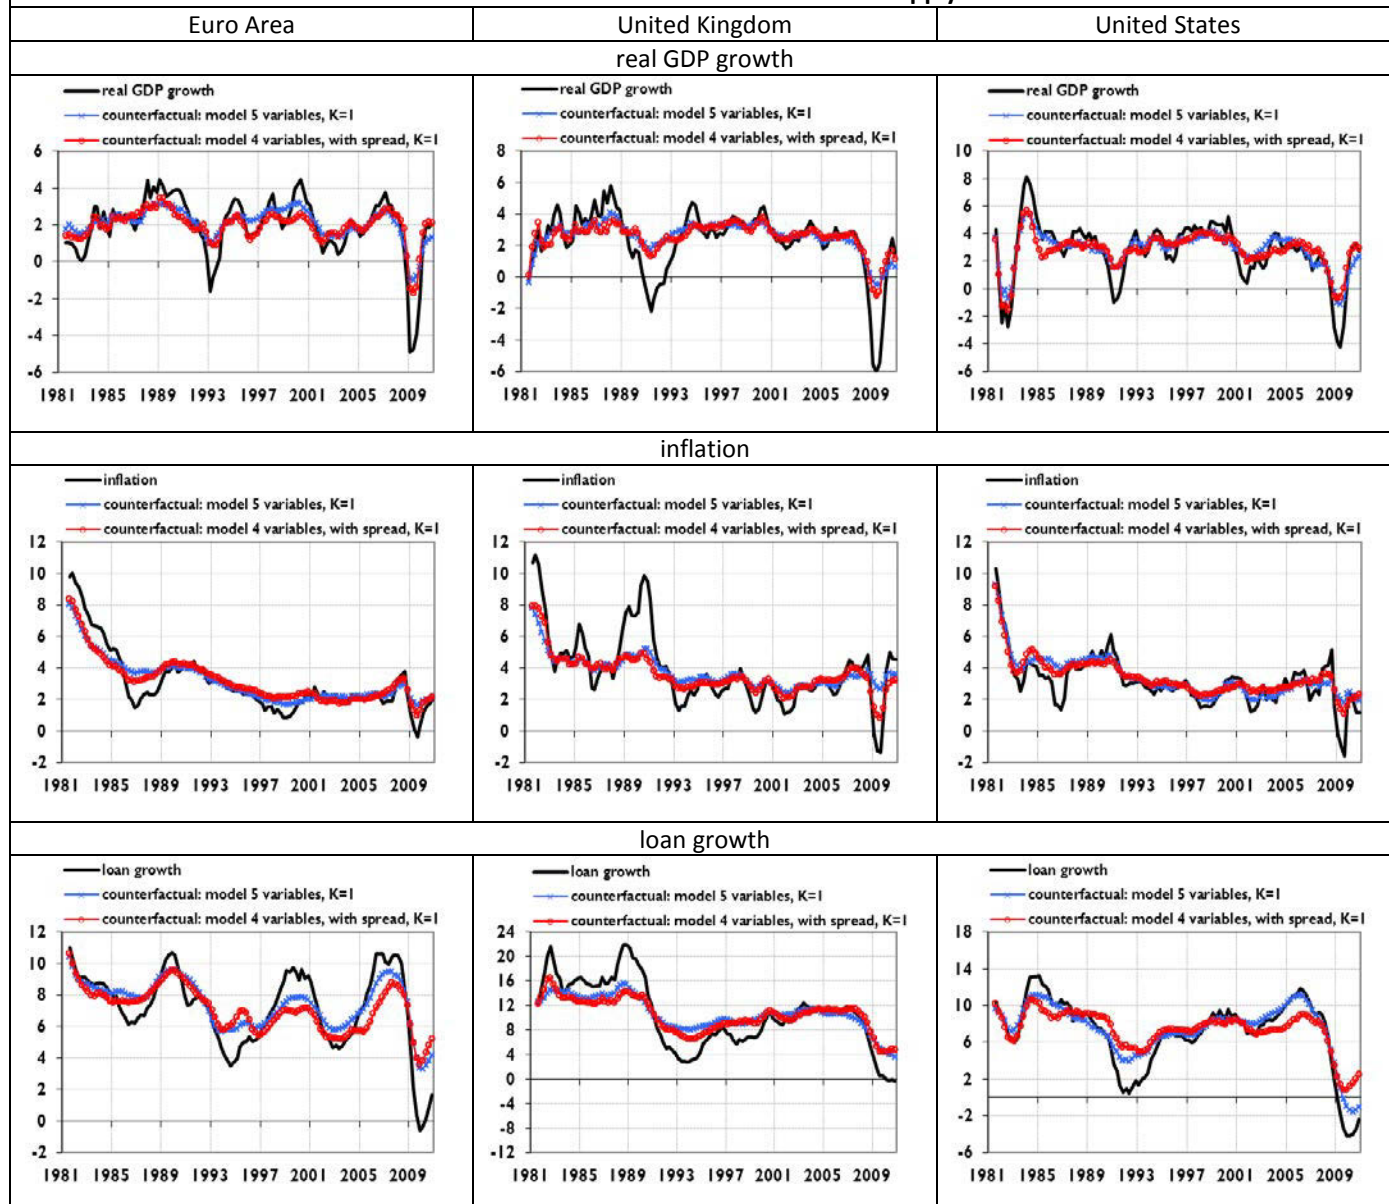 Euro Area United Kingdom United States
real GDP growth
real GDP growth
counterfactual: model 5 variables, K=1
counterfactual: model 4 variables, with spread, K=1
6
4
2
0
-2
-4
-6
1981 1985 1989 1993 1997 2001 2005 2009
real GDP growth
counterfactual: model 5 variables, K=1
counterfactual: model 4 variables, with spread, K=1
8
6
4
2
0
-2
-4
-6
1981 1985 1989 1993 1997 2001 2005 2009
real GDP growth
counterfactual: model 5 variables, K=1
counterfactual: model 4 variables, with spread, K=1
10
8
6
4
2
0
-2
-4
-6
1981 1985 1989 1993 1997 2001 2005 2009
inflation
inflation
counterfactual: model 5 variables, K=1
counterfactual: model 4 variables, with spread, K=1
12
10
8
6
4
2
0
-2
1981 1985 1989 1993 1997 2001 2005 2009
inflation
counterfactual: model 5 variables, K=1
counterfactual: model 4 variables, with spread, K=1
12
10
8
6
4
2
0
-2
1981 1985 1989 1993 1997 2001 2005 2009
inflation
counterfactual: model 5 variables, K=1
counterfactual: model 4 variables, with spread, K=1
12
10
8
6
4
2
0
-2
1981 1985 1989 1993 1997 2001 2005 2009
loan growth
loan growth
counterfactual: model 5 variables, K=1
counterfactual: model 4 variables, with spread, K=1
12
10
8
6
4
2
0
-2
1981 1985 1989 1993 1997 2001 2005 2009
loan growth
counterfactual: model 5 variables, K=1
counterfactual: model 4 variables, with spread, K=1
24
20
16
12
8
4
0
-4
-8
-12
1981 1985 1989 1993 1997 2001 2005 2009
loan growth
counterfactual: model 5 variables, K=1
counterfactual: model 4 variables, with spread, K=1
18
14
10
6
2
-2
-6
1981 1985 1989 1993 1997 2001 2005 2009